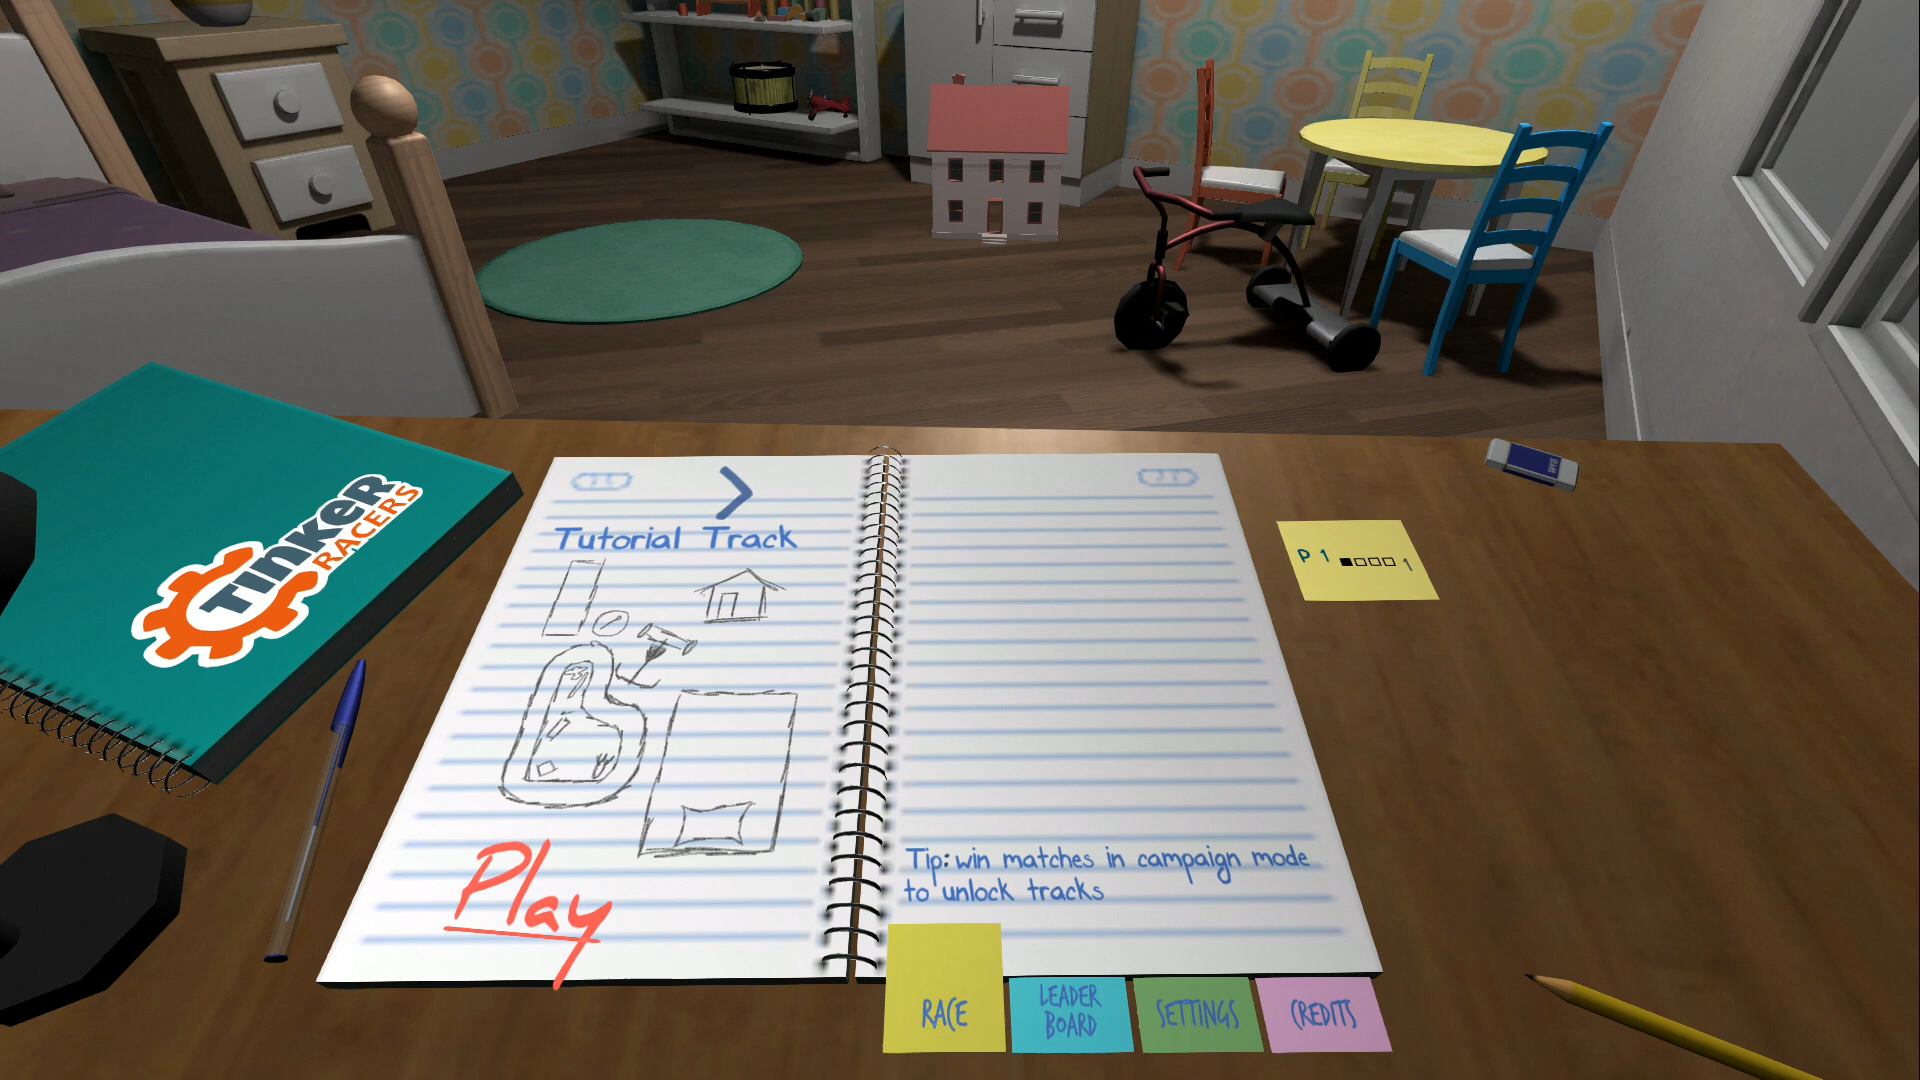 TINKER
RACERS
>
Tutorial Track
P 1
1
Play
Tip: win matches in campaign mode
to unlock tracks
RACE
LEADER
BOARD
SETTINGS
CREDITS